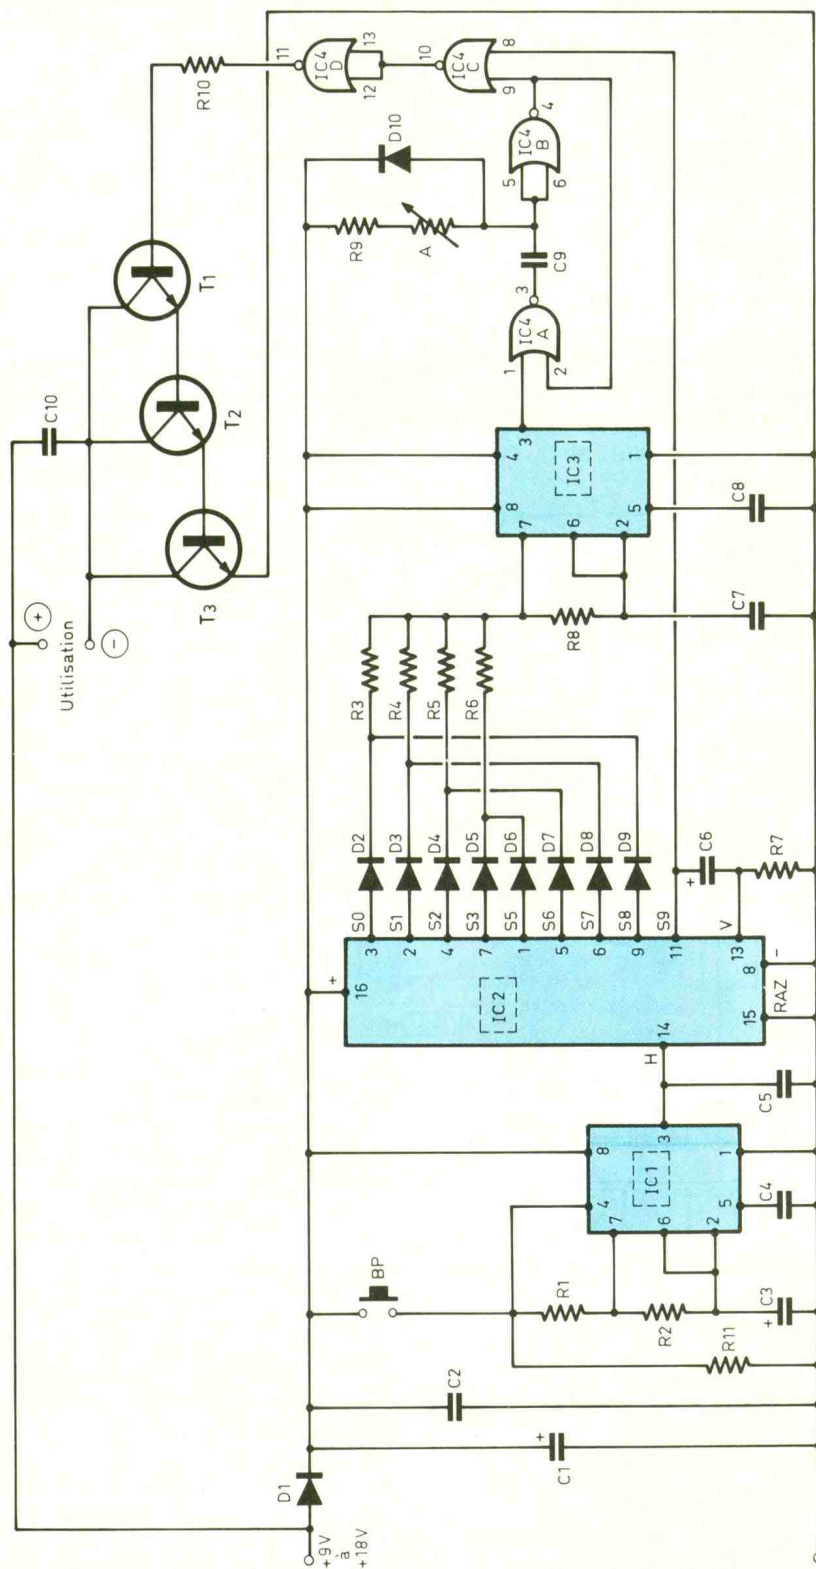 +9V
à
+18V
D1
C1
C2
BP
R11
R1
R2
C3
+
4
8
7
6
2
5
1
3
IC1
C4
C5
H
14
IC2
16
+
15
RAZ
8
-
13
V
3
S0
D2
2
S1
D3
4
S2
D4
7
S3
D5
1
S5
D6
5
S6
D7
6
S7
D8
9
S8
D9
11
S9
+
C6
R7
R3
R4
R5
R6
R8
C7
C8
8
4
7
6
2
5
1
3
IC3
1
2
IC4
A
3
C9
R9
A
D10
5
6
IC4
B
4
9
8
IC4
C
10
12
13
IC4
D
11
R10
T1
T2
T3
C10
Utilisation
+
-
+